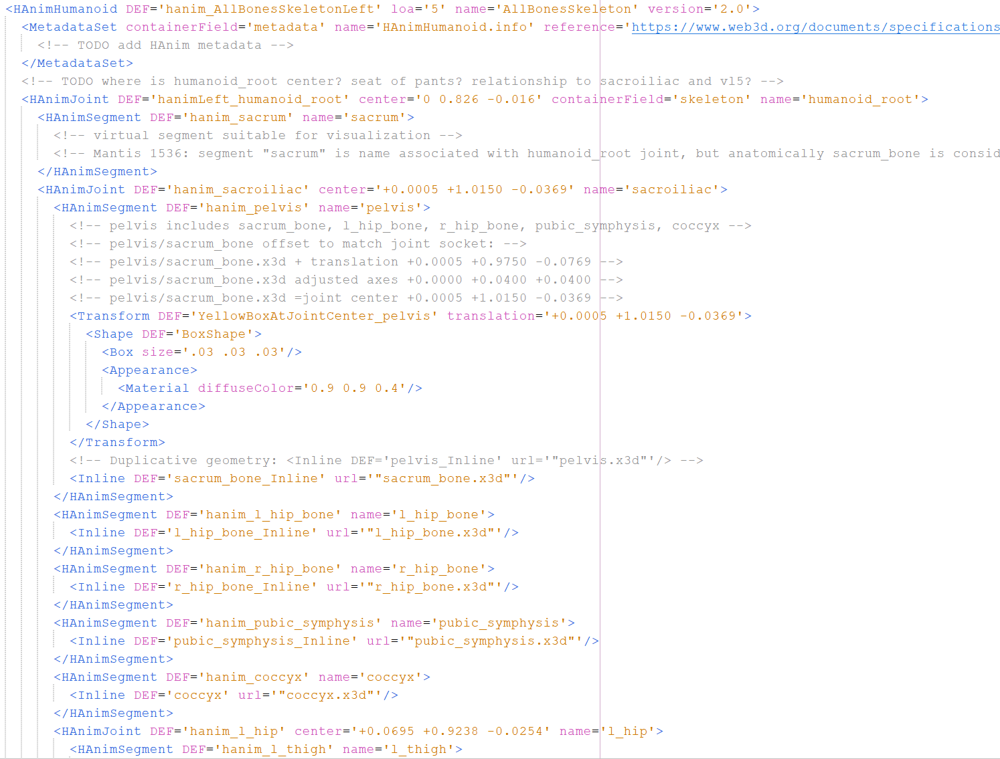 <HAnimHumanoid DEF='hanim_AllBonesSkeletonLeft' loa='5' name='AllBonesSkeleton' version='2.0'>
<MetadataSet containerField='metadata' name='HAnimHumanoid.info' reference='https://www.web3d.org/documents/specifications
<!-- TODO add HAnim metadata -->
</MetadataSet>
<!-- TODO where is humanoid_root center? seat of pants? relationship to sacroiliac and vl5? -->
<HAnimJoint DEF='hanimLeft_humanoid_root' center='0 0.826 -0.016' containerField='skeleton' name='humanoid_root'>
<HAnimSegment DEF='hanim_sacrum' name='sacrum'>
<!-- virtual segment suitable for visualization -->
<!-- Mantis 1536: segment "sacrum" is name associated with humanoid_root joint, but anatomically sacrum_bone is consid
</HAnimSegment>
<HAnimJoint DEF='hanim_sacroiliac' center='+0.0005 +1.0150 -0.0369' name='sacroiliac'>
<HAnimSegment DEF='hanim_pelvis' name='pelvis'>
<!-- pelvis includes sacrum_bone, l_hip_bone, r_hip_bone, pubic_symphysis, coccyx -->
<!-- pelvis/sacrum_bone offset to match joint socket: -->
<!-- pelvis/sacrum_bone.x3d + translation +0.0005 +0.9750 -0.0769 -->
<!-- pelvis/sacrum_bone.x3d adjusted axes +0.0000 +0.0400 +0.0400 -->
<!-- pelvis/sacrum_bone.x3d =joint center +0.0005 +1.0150 -0.0369 -->
<Transform DEF='YellowBoxAtJointCenter_pelvis' translation='+0.0005 +1.0150 -0.0369'>
<Shape DEF='BoxShape'>
<Box size='.03 .03 .03'/>
<Appearance>
<Material diffuseColor='0.9 0.9 0.4'/>
</Appearance>
</Shape>
</Transform>
<!-- Duplicative geometry: <Inline DEF='pelvis_Inline' url='"pelvis.x3d"'/> -->
<Inline DEF='sacrum_bone_Inline' url='"sacrum_bone.x3d"'/>
</HAnimSegment>
<HAnimSegment DEF='hanim_l_hip_bone' name='l_hip_bone'>
<Inline DEF='l_hip_bone_Inline' url='"l_hip_bone.x3d"'/>
</HAnimSegment>
<HAnimSegment DEF='hanim_r_hip_bone' name='r_hip_bone'>
<Inline DEF='r_hip_bone_Inline' url='"r_hip_bone.x3d"'/>
</HAnimSegment>
<HAnimSegment DEF='hanim_pubic_symphysis' name='pubic_symphysis'>
<Inline DEF='pubic_symphysis_Inline' url='"pubic_symphysis.x3d"'/>
</HAnimSegment>
<HAnimSegment DEF='hanim_coccyx' name='coccyx'>
<Inline DEF='coccyx' url='"coccyx.x3d"'/>
</HAnimSegment>
<HAnimJoint DEF='hanim_l_hip' center='+0.0695 +0.9238 -0.0254' name='l_hip'>
<HAnimSegment DEF='hanim_l_thigh' name='l_thigh'>